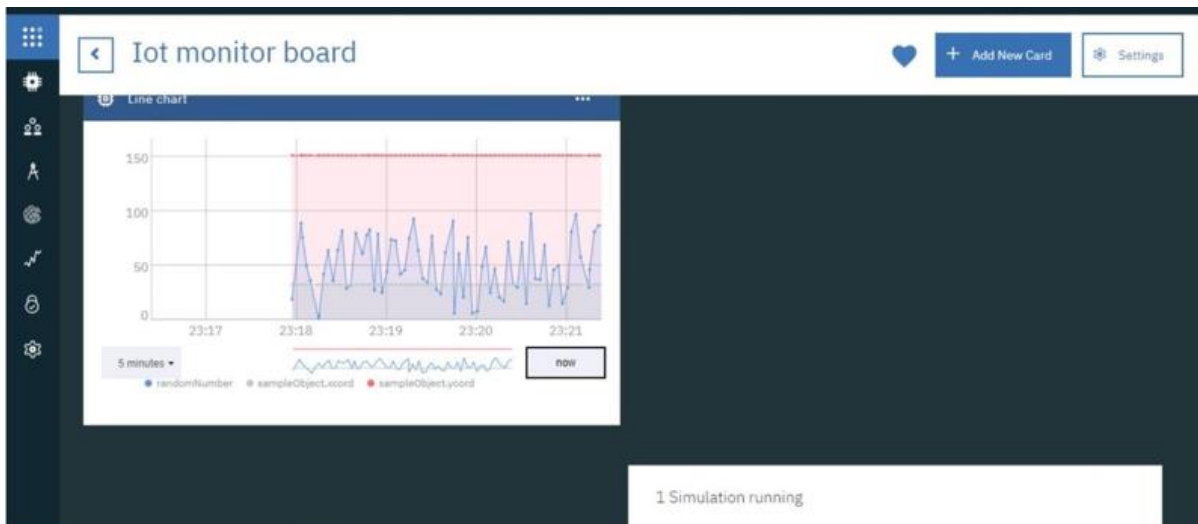 Iot monitor board
+ Add New Card
Settings
Line chart
...
150
100
50
0
23:17 23:18 23:19 23:20 23:21
5 minutes
now
randomNumber sampleObject.xcord sampleObject.ycord
1 Simulation running